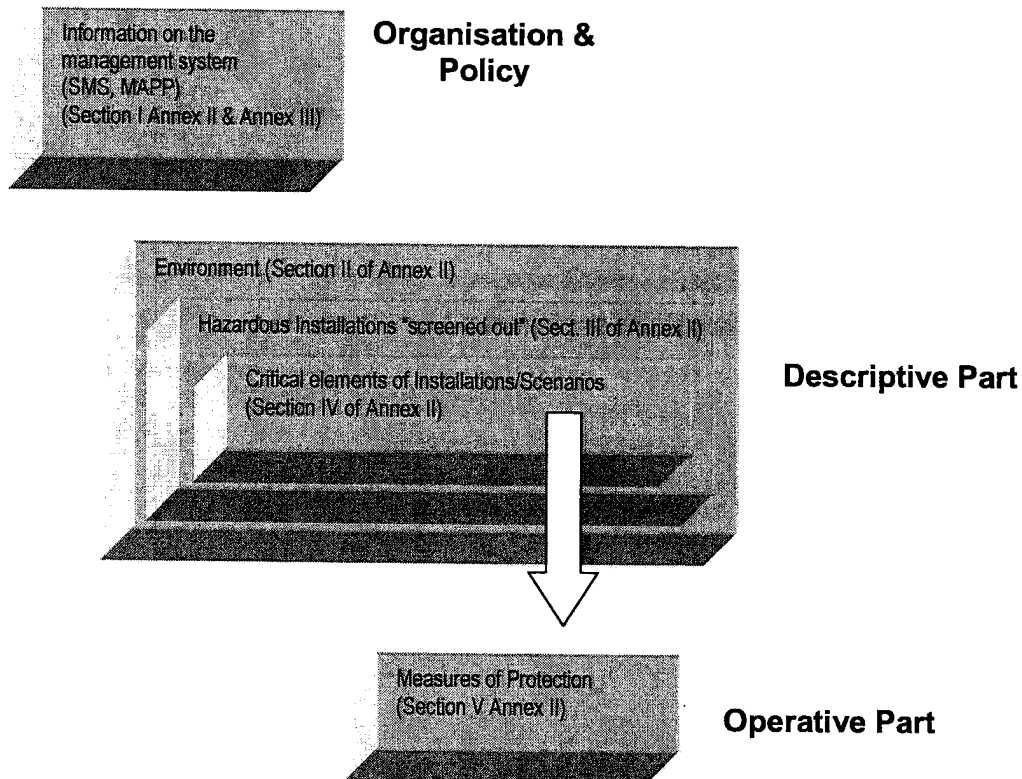 Information on the
management system
(SMS, MAPP)
(Section I Annex II & Annex III)
Organisation &
Policy
Environment (Section II of Annex II)
Hazardous Installations "screened out" (Sect. III of Annex II)
Critical elements of Installations/Scenarios
(Section IV of Annex II)
Descriptive Part
Measures of Protection
(Section V Annex II)
Operative Part